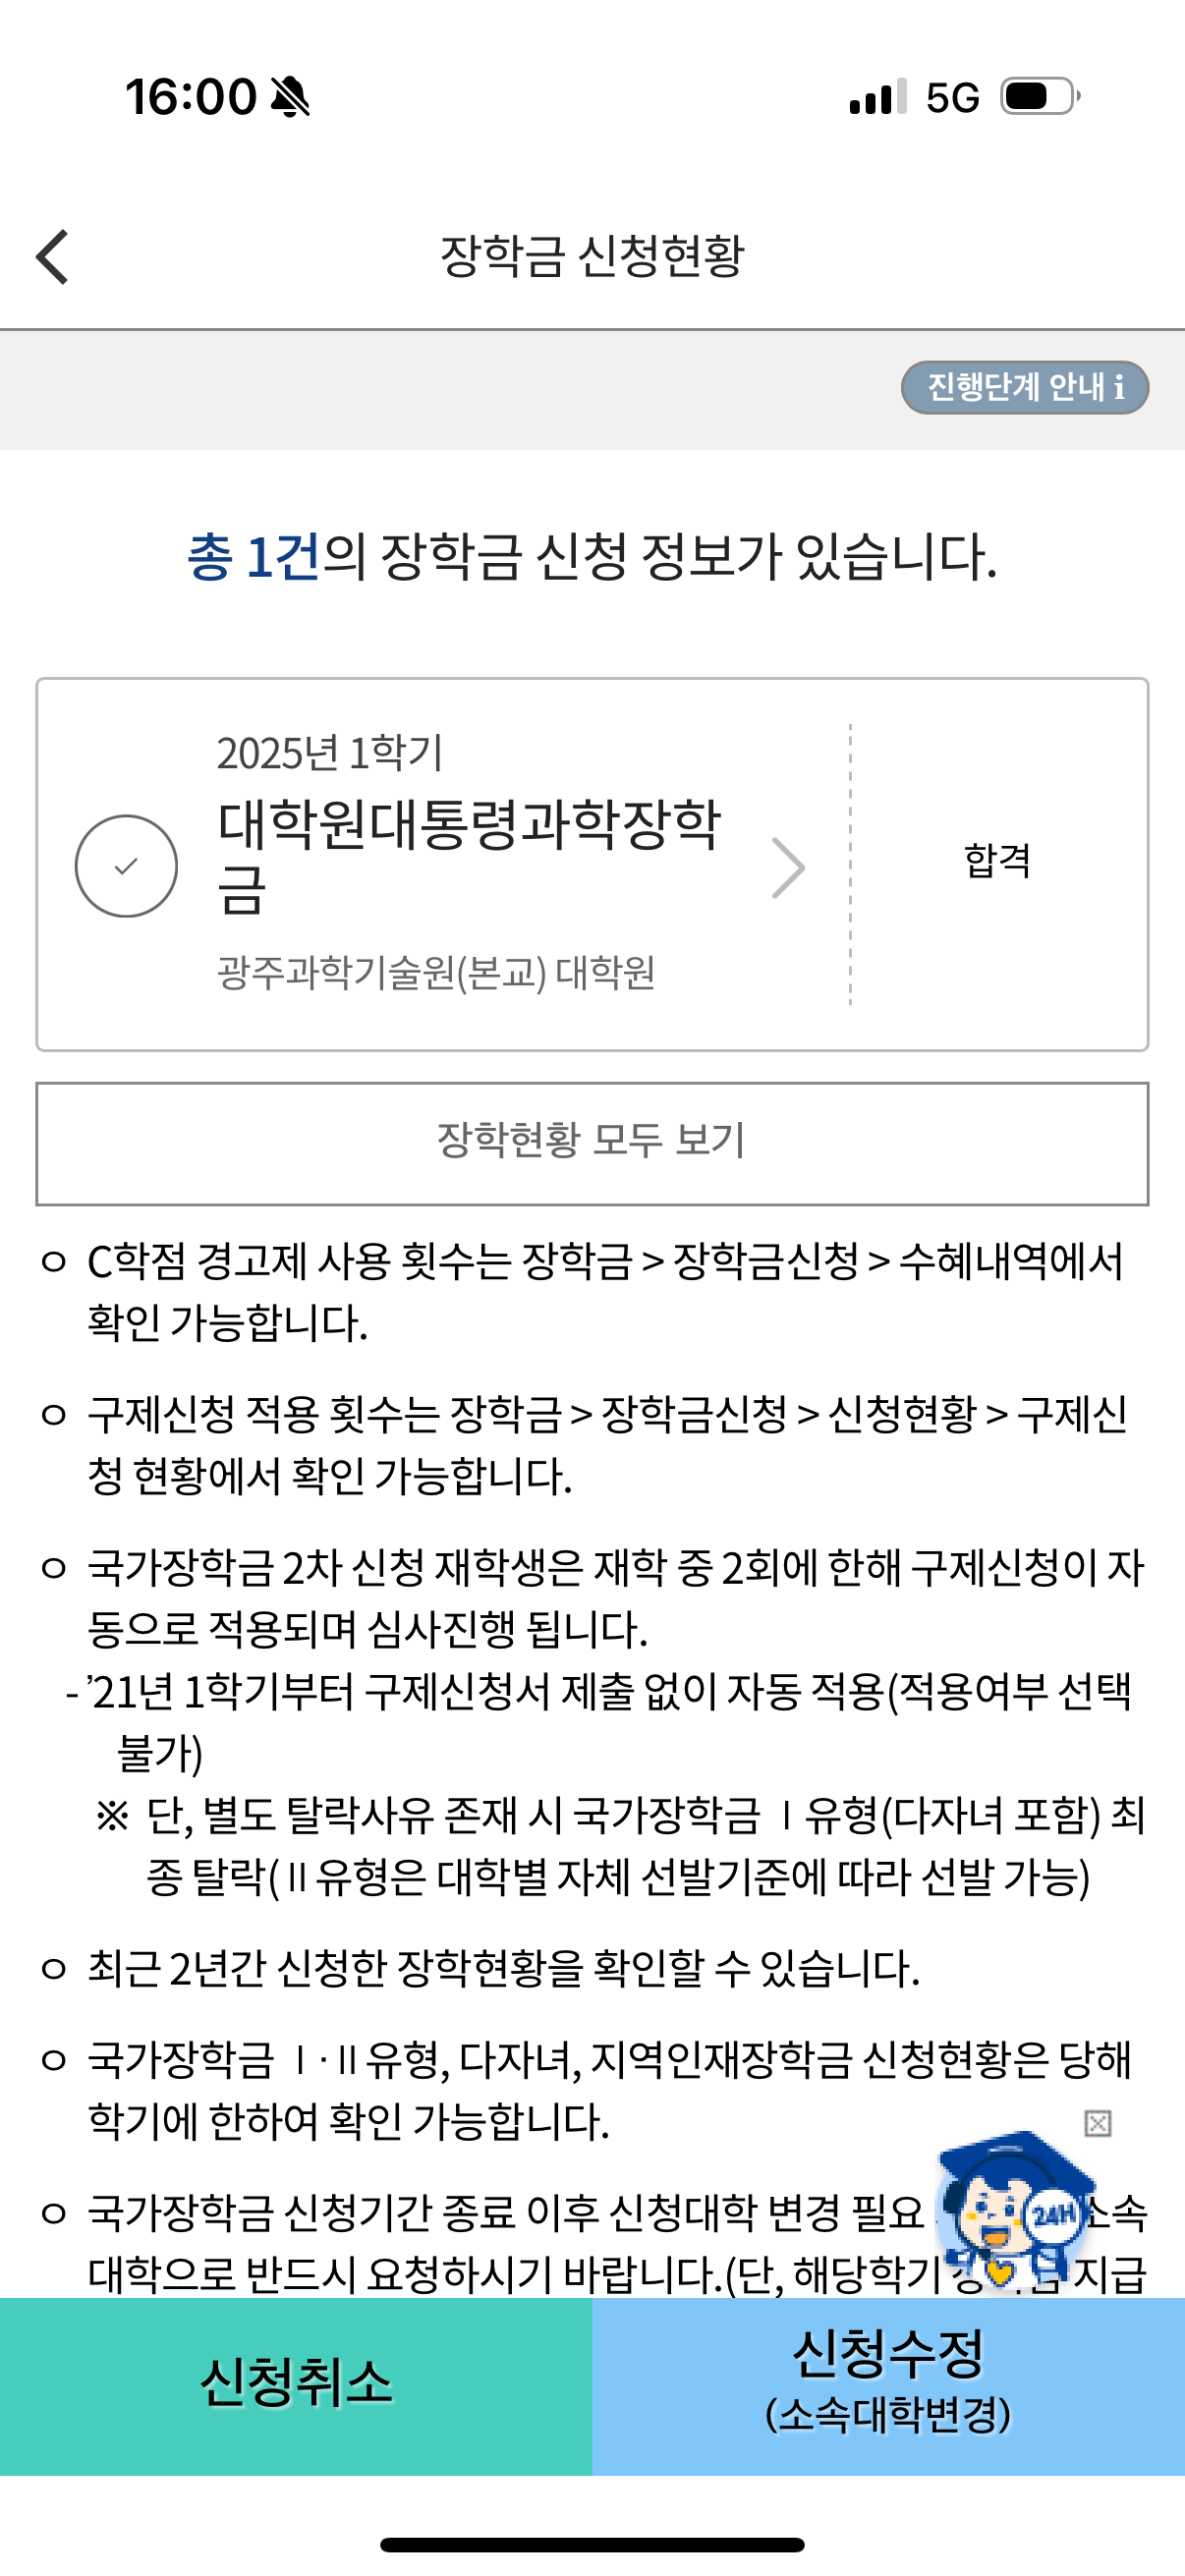 16:00 5G
장학금 신청현황
진행단계 안내 i
총 1건의 장학금 신청 정보가 있습니다.
2025년 1학기
대학원대통령과학장학
금
광주과학기술원(본교) 대학원
합격
장학현황 모두 보기
ㅇ C학점 경고제 사용 횟수는 장학금 > 장학금신청 > 수혜내역에서
확인 가능합니다.
ㅇ 구제신청 적용 횟수는 장학금 > 장학금신청 > 신청현황 > 구제신
청 현황에서 확인 가능합니다.
ㅇ 국가장학금 2차 신청 재학생은 재학 중 2회에 한해 구제신청이 자
동으로 적용되며 심사진행 됩니다.
- ’21년 1학기부터 구제신청서 제출 없이 자동 적용(적용여부 선택
불가)
※ 단, 별도 탈락사유 존재 시 국가장학금 Ⅰ유형(다자녀 포함) 최
종 탈락(Ⅱ유형은 대학별 자체 선발기준에 따라 선발 가능)
ㅇ 최근 2년간 신청한 장학현황을 확인할 수 있습니다.
ㅇ 국가장학금 Ⅰ·Ⅱ유형, 다자녀, 지역인재장학금 신청현황은 당해
학기에 한하여 확인 가능합니다.
ㅇ 국가장학금 신청기간 종료 이후 신청대학 변경 필요 소속
24H
대학으로 반드시 요청하시기 바랍니다.(단, 해당학기 지급
신청취소
신청수정
(소속대학변경)